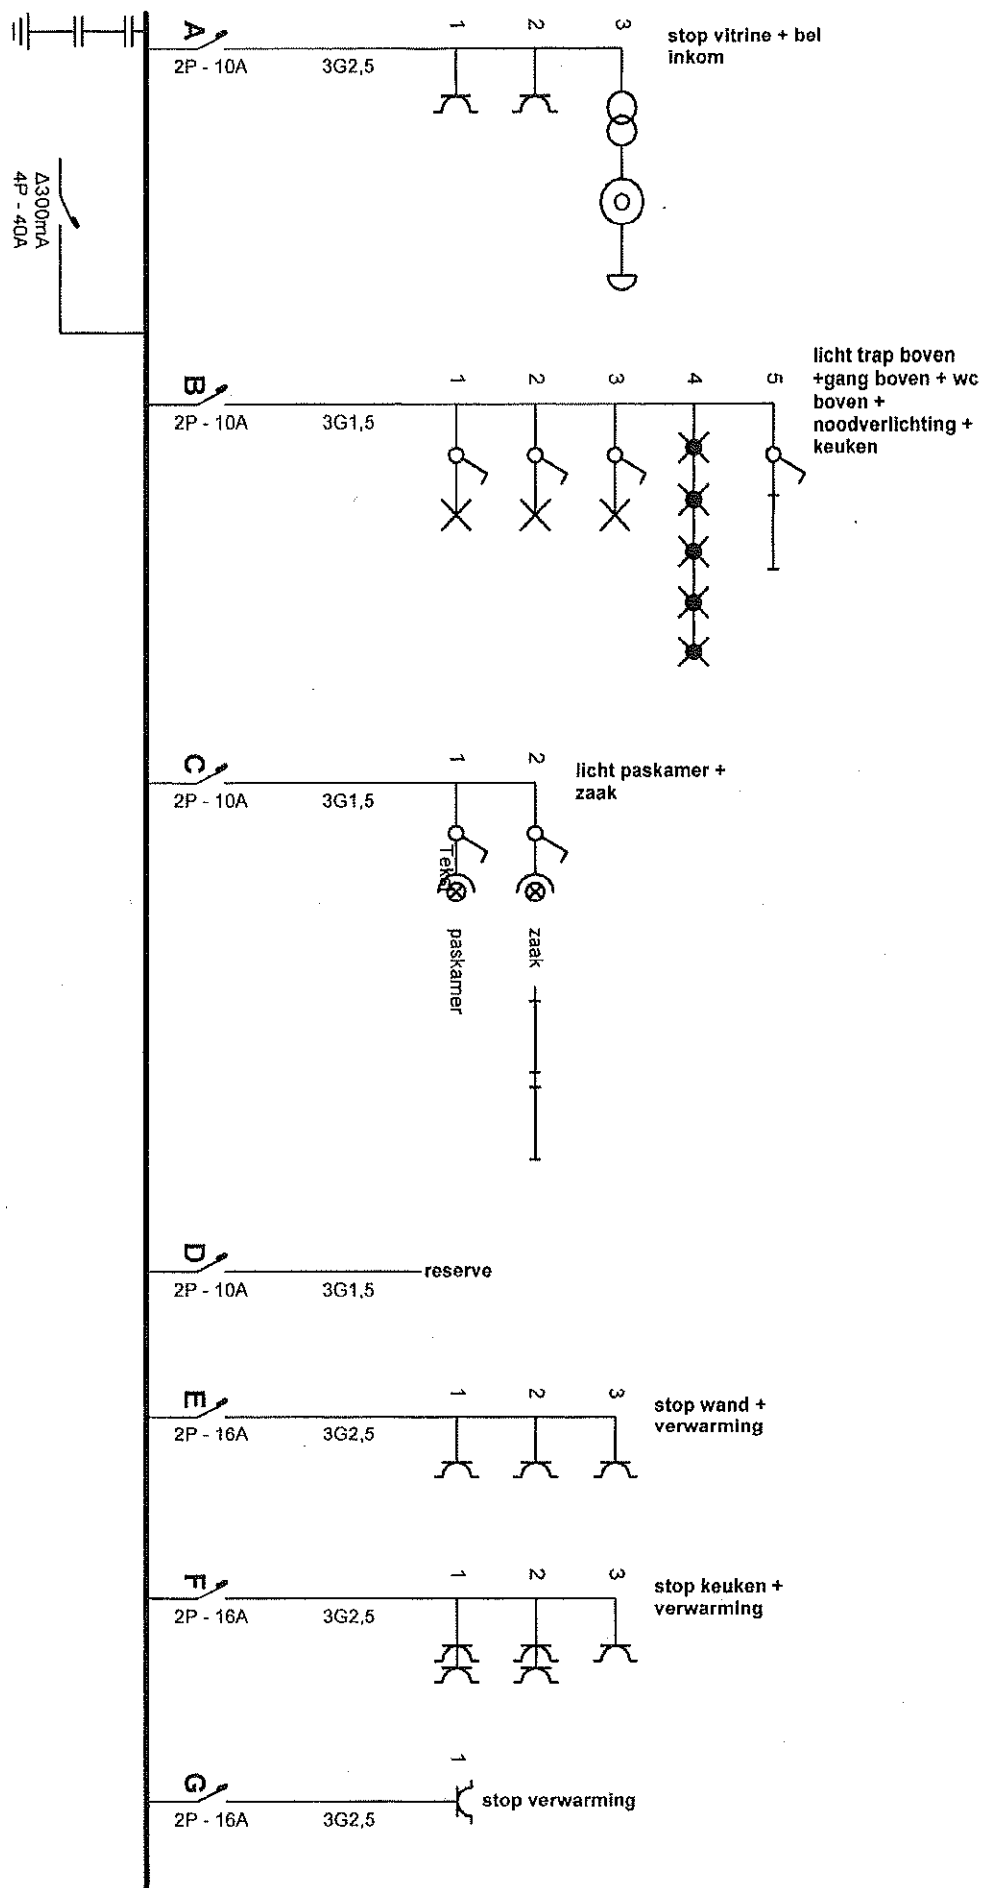 A
2P - 10A
3G2,5
1
2
3
stop vitrine + bel
inkom
Δ300mA
4P - 40A
B
2P - 10A
3G1,5
1
2
3
4
5
licht trap boven
+gang boven + wc
boven +
noodverlichting +
keuken
C
2P - 10A
3G1,5
1
2
licht paskamer +
zaak
Tekst
paskamer
zaak
D
2P - 10A
3G1,5
reserve
E
2P - 16A
3G2,5
1
2
3
stop wand +
verwarming
F
2P - 16A
3G2,5
1
2
3
stop keuken +
verwarming
G
2P - 16A
3G2,5
1
stop verwarming